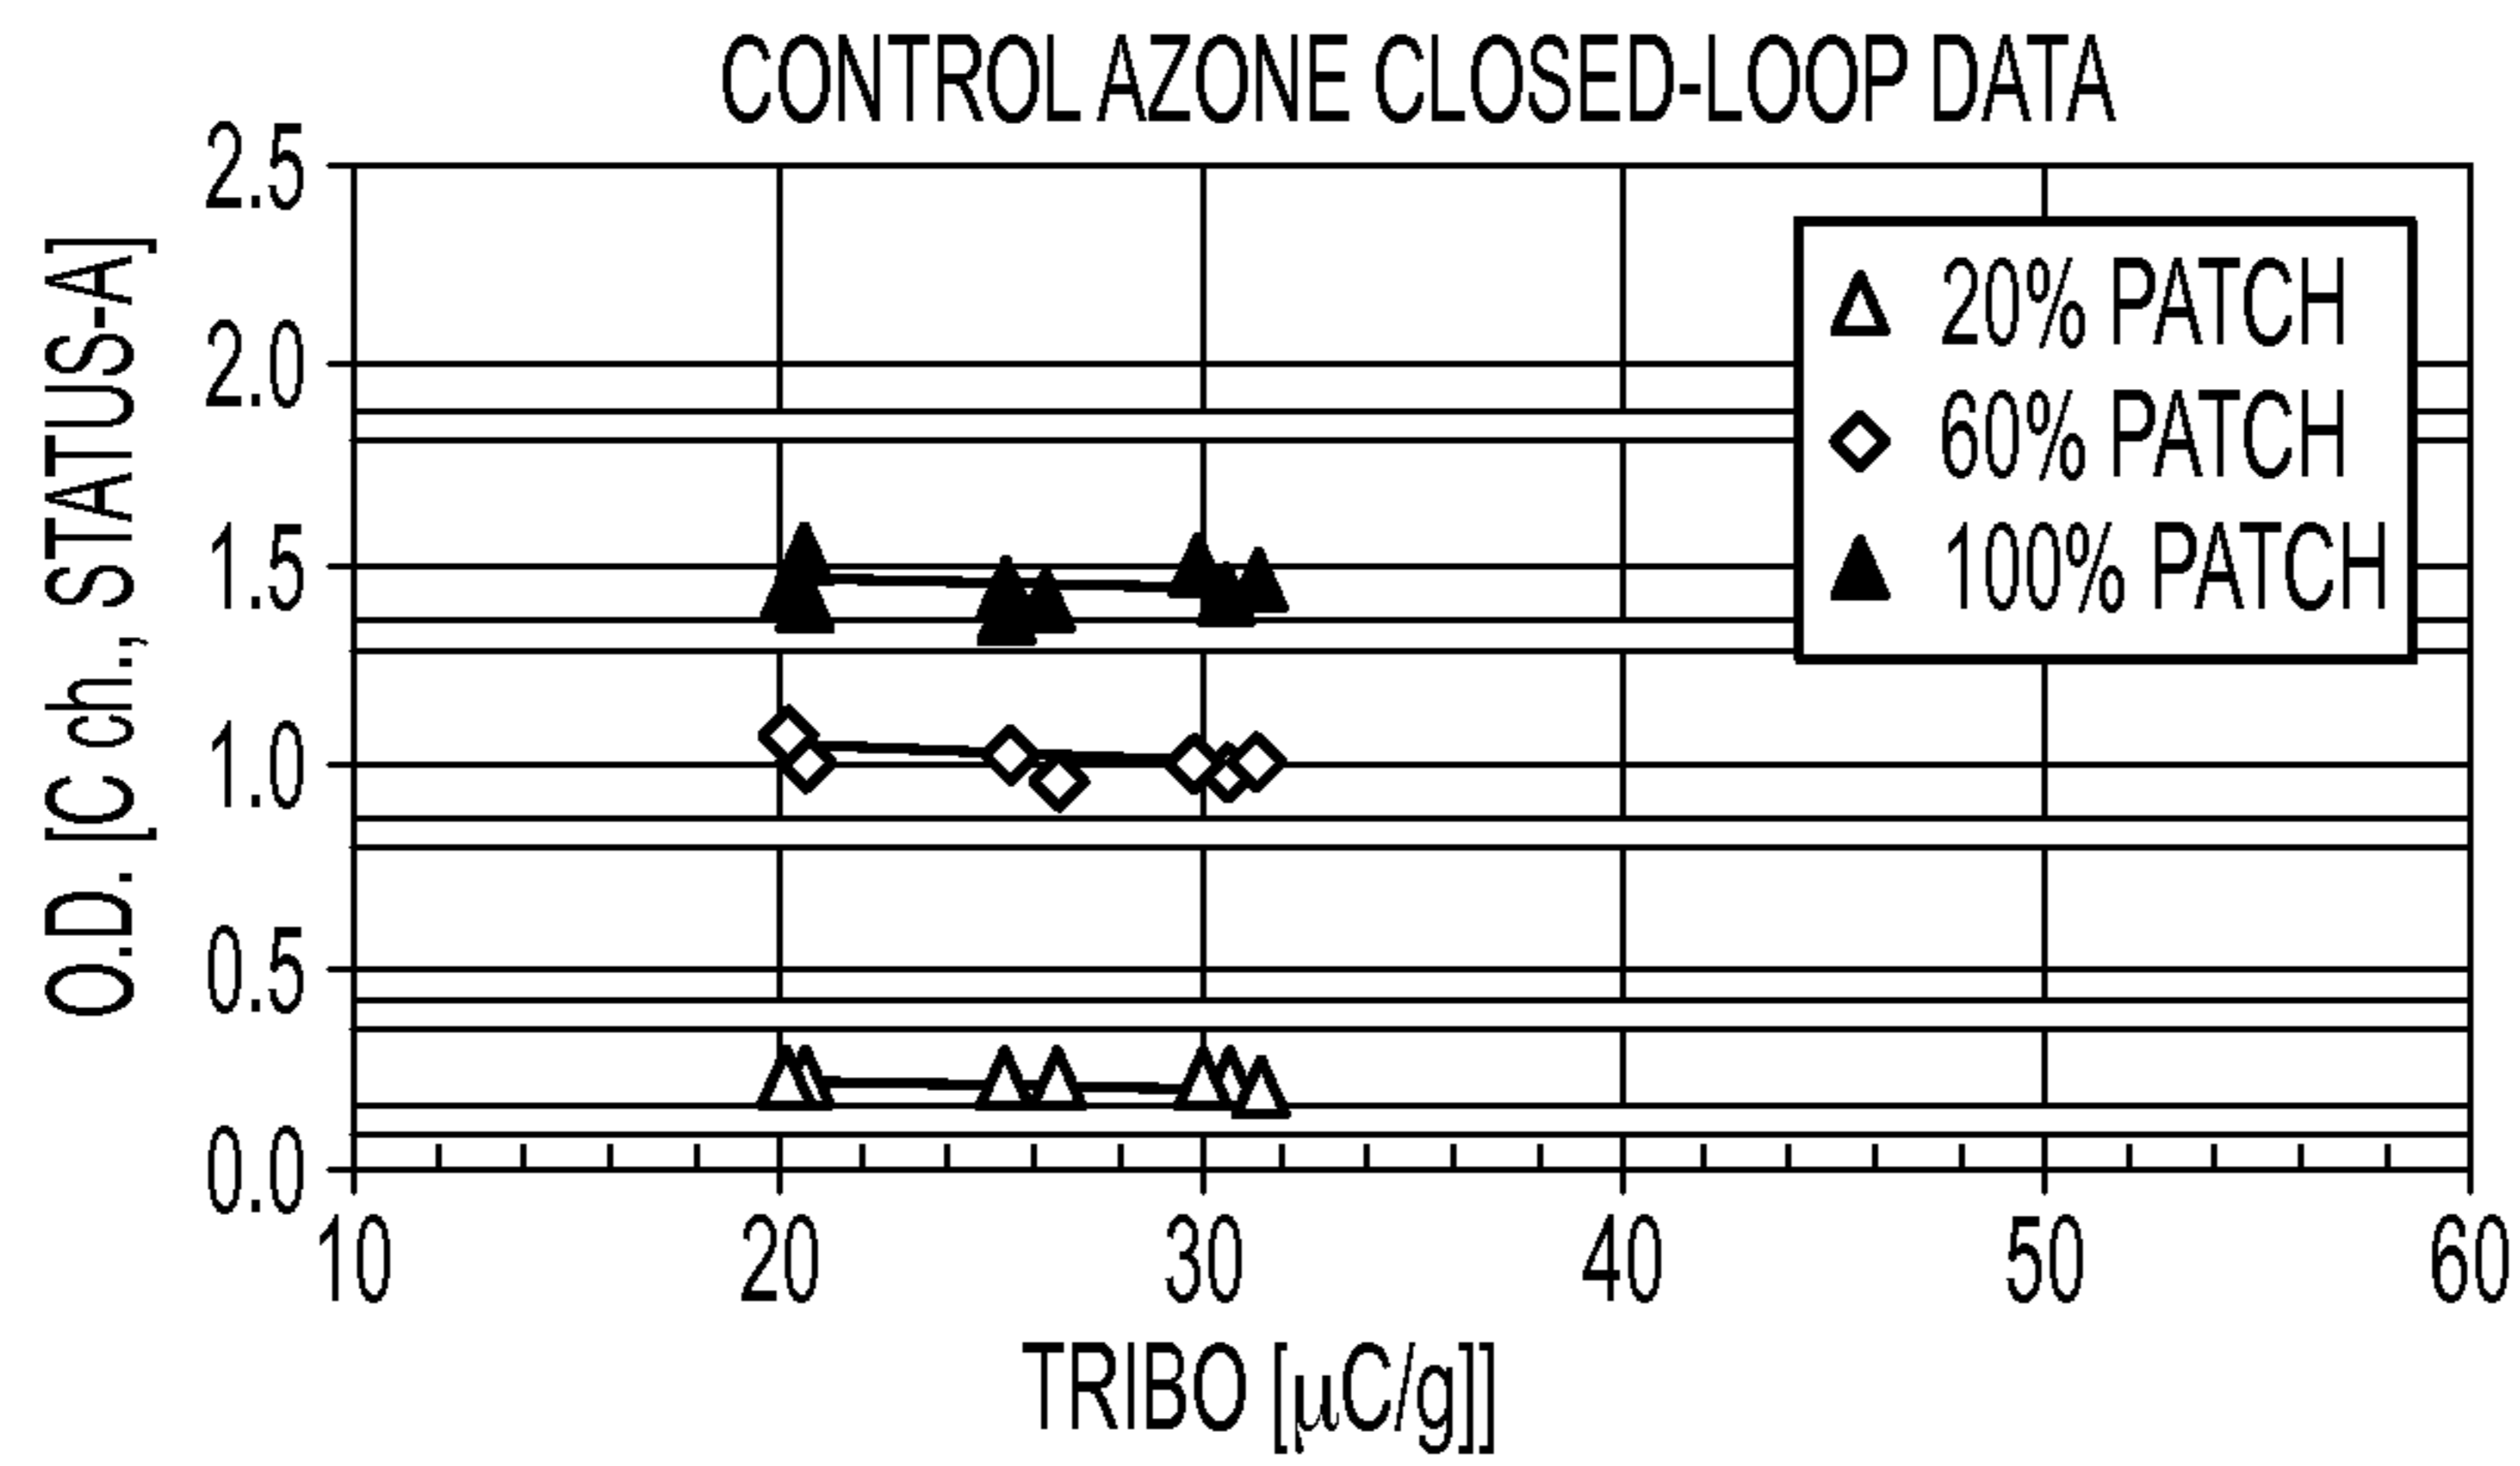 CONTROL AZONE CLOSED-LOOP DATA
O.D. [C ch., STATUS-A]
2.5
2.0
1.5
1.0
0.5
0.0
20% PATCH
60% PATCH
100% PATCH
10 20 30 40 50 60
TRIBO [µC/g]]